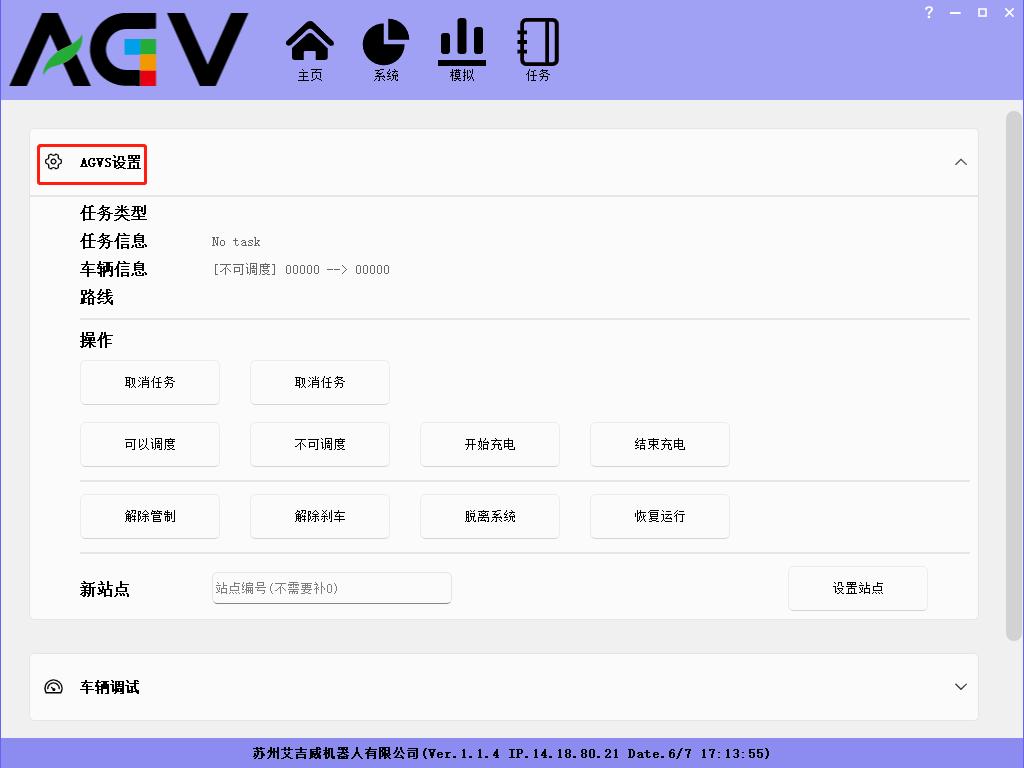 AGV
主页 系统 模拟 任务
?
AGVS设置
任务类型
任务信息 No task
车辆信息 [不可调度] 00000 --> 00000
路线
操作
取消任务 取消任务
可以调度 不可调度 开始充电 结束充电
解除管制 解除刹车 脱离系统 恢复运行
新站点 站点编号(不需要补0) 设置站点
车辆调试
苏州艾吉威机器人有限公司(Ver.1.1.4 IP.14.18.80.21 Date.6/7 17:13:55)